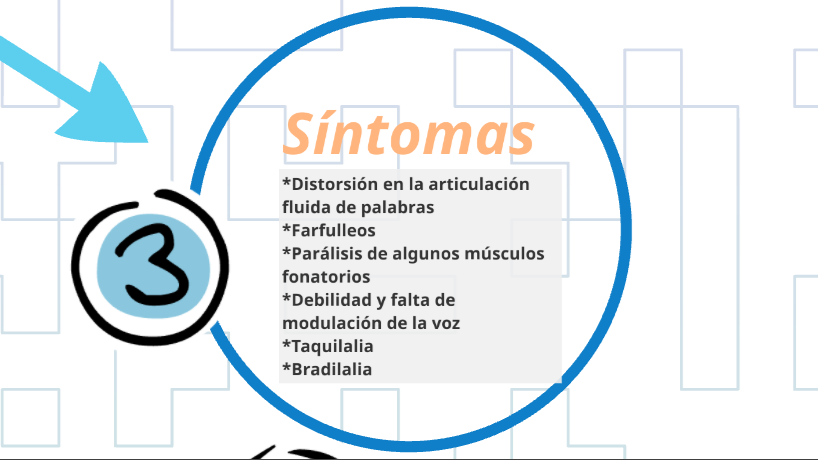 Síntomas
*Distorsión en la articulación
fluida de palabras
*Farfulleos
*Parálisis de algunos músculos
fonatorios
*Debilidad y falta de
modulación de la voz
*Taquilalia
*Bradilalia
3